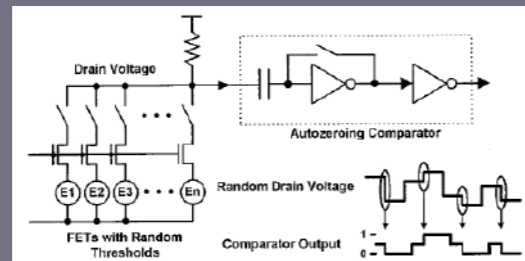 Drain Voltage
Autozeroing Comparator
E1 E2 E3 En
Random Drain Voltage
FETs with Random
Thresholds
Comparator Output
1
0